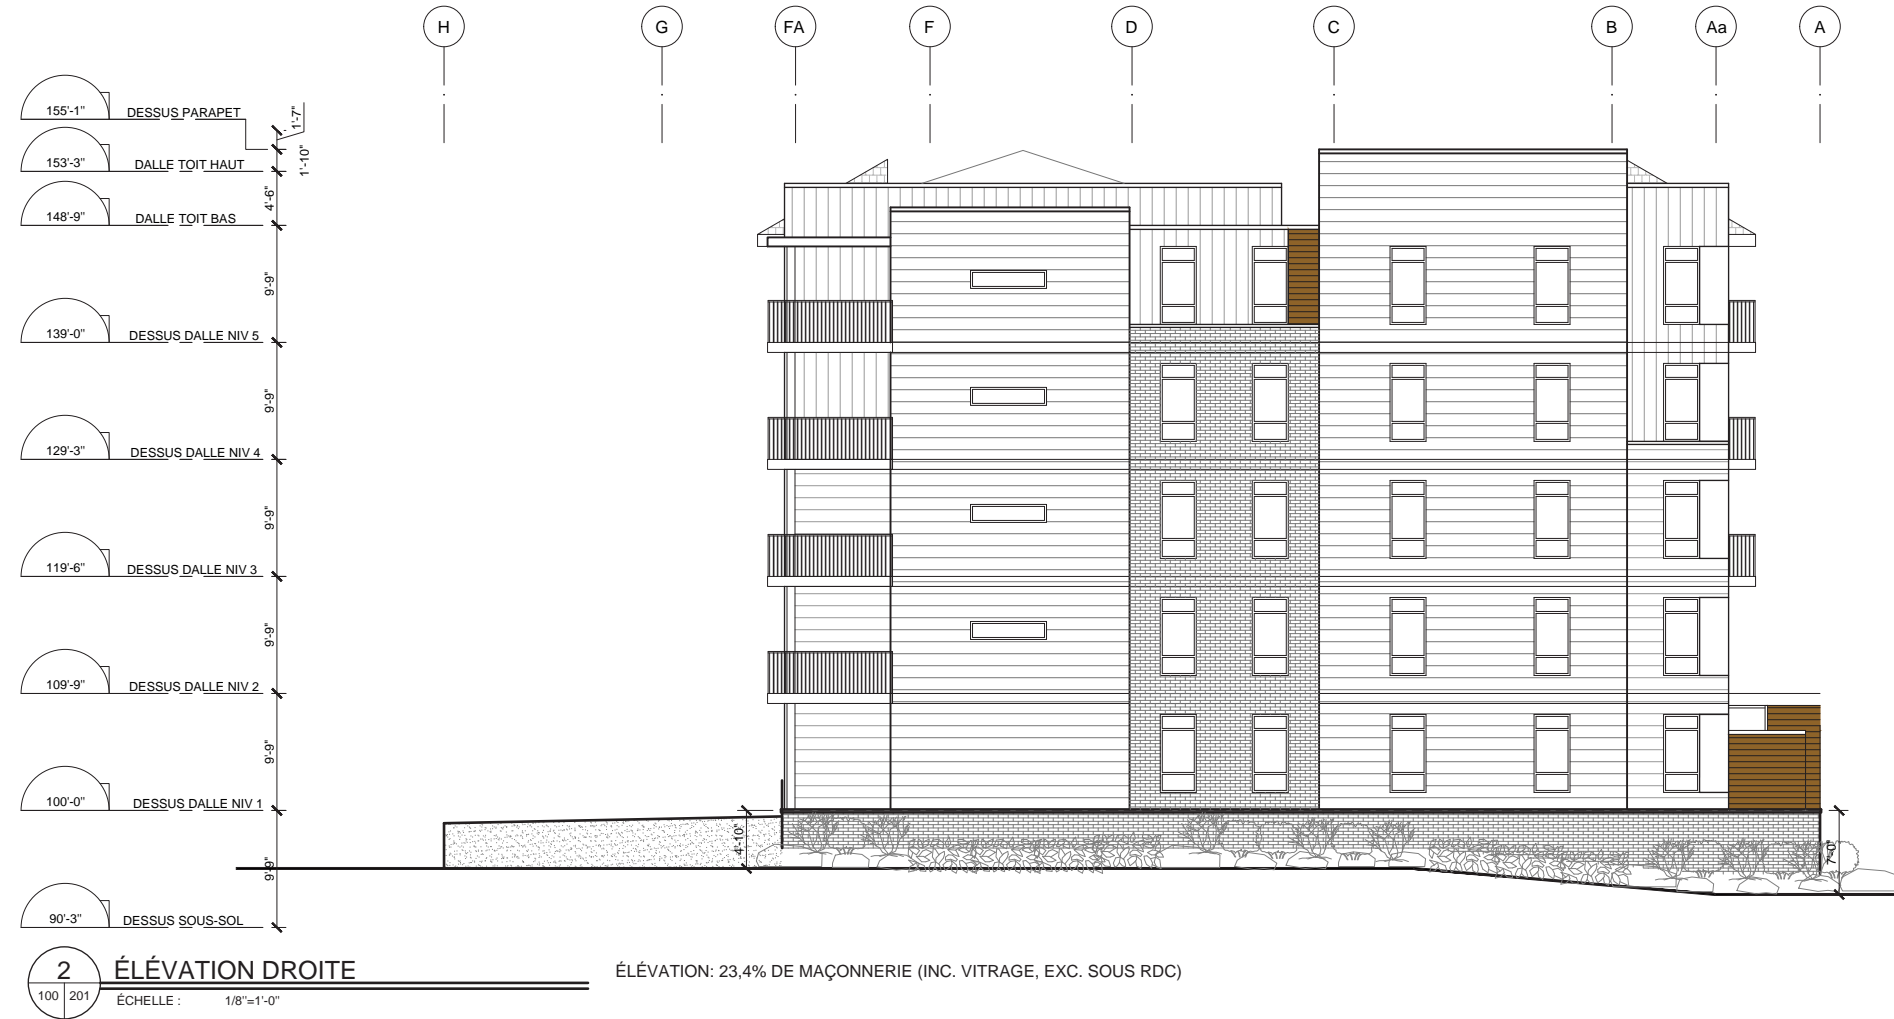 H G FA F D C B Aa A
155'-1" DESSUS PARAPET
1'-7"
1'-10"
153'-3" DALLE TOIT HAUT
4'-6"
148'-9" DALLE TOIT BAS
9'-9"
139'-0" DESSUS DALLE NIV 5
9'-9"
129'-3" DESSUS DALLE NIV 4
9'-9"
119'-6" DESSUS DALLE NIV 3
9'-9"
109'-9" DESSUS DALLE NIV 2
9'-9"
100'-0" DESSUS DALLE NIV 1
4'-10"
7'-0"
9'-9"
90'-3" DESSUS SOUS-SOL
2 ÉLÉVATION DROITE
100 201 ÉCHELLE : 1/8"=1'-0"
ÉLÉVATION: 23,4% DE MAÇONNERIE (INC. VITRAGE, EXC. SOUS RDC)